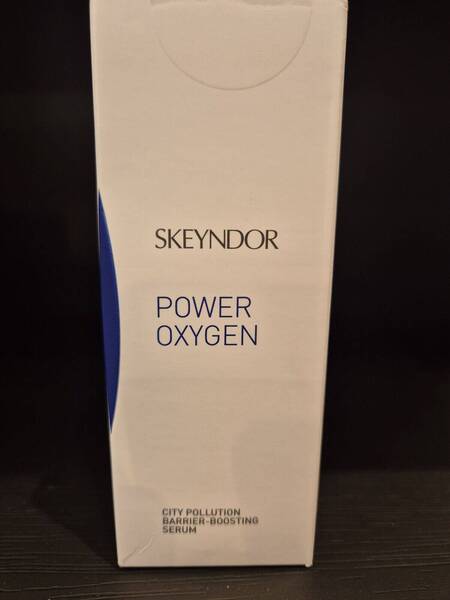 SKEYNDOR
POWER
OXYGEN
CITY POLLUTION
BARRIER-BOOSTING
SERUM